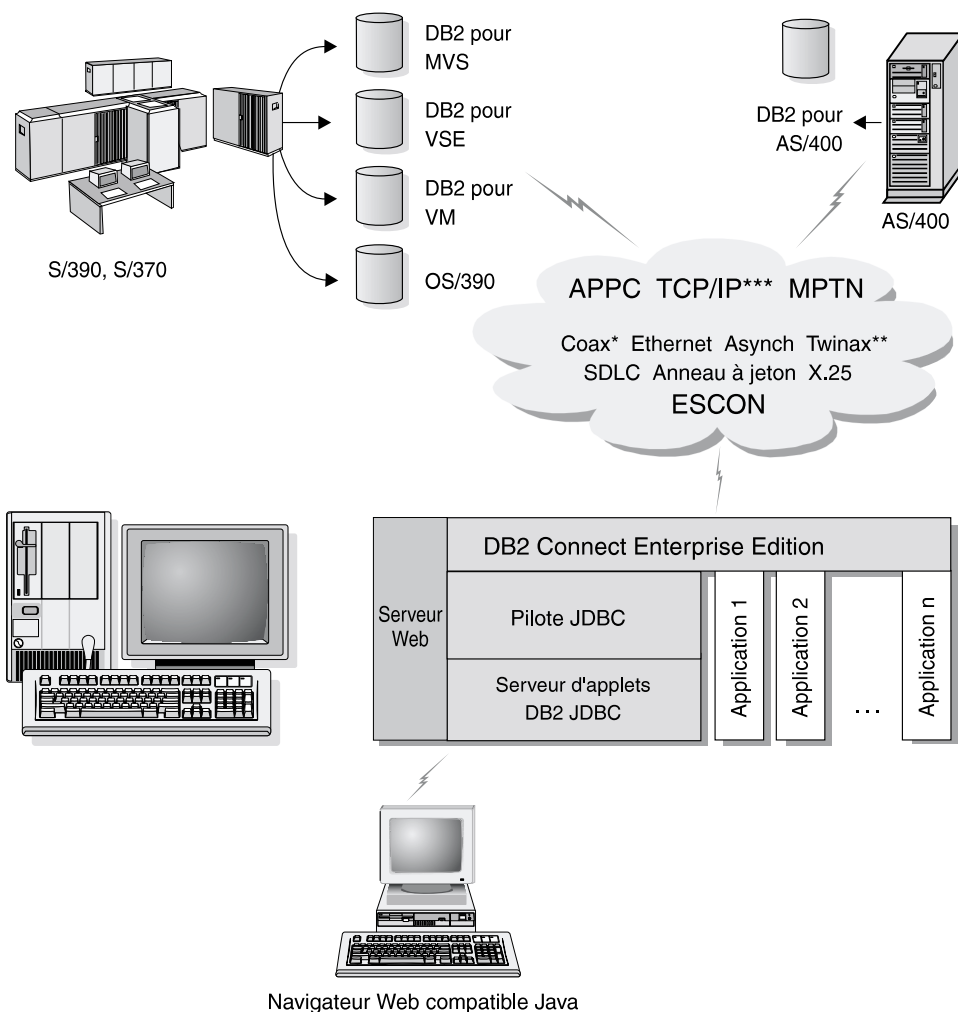 DB2 pour
MVS
DB2 pour
VSE
DB2 pour
VM
OS/390
S/390, S/370
DB2 pour
AS/400
AS/400
APPC TCP/IP*** MPTN
Coax* Ethernet Asynch Twinax**
SDLC Anneau à jeton X.25
ESCON
Serveur
Web
DB2 Connect Enterprise Edition
Pilote JDBC
Serveur d'applets
DB2 JDBC
Application 1
Application 2
...
Application n
Navigateur Web compatible Java